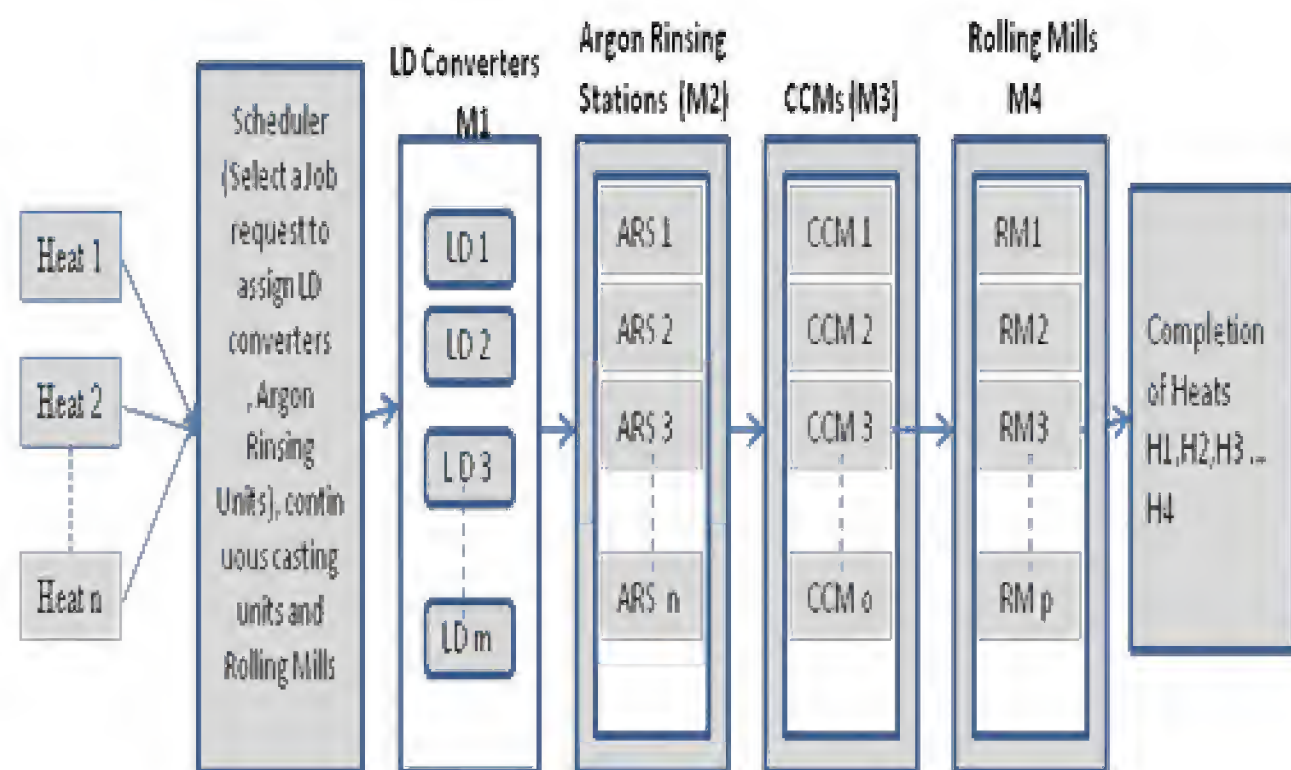 Heat 1
Heat 2
Heat n
Scheduler
(Select a Job
request to
assign LD
converters
, Argon
Rinsing
Units), contin
uous casting
units and
Rolling Mills
LD Converters
M1
LD 1
LD 2
LD 3
LD m
Argon Rinsing
Stations (M2)
ARS 1
ARS 2
ARS 3
ARS n
CCMs (M3)
CCM 1
CCM 2
CCM 3
CCM o
Rolling Mills
M4
RM1
RM2
RM3
RM p
Completion
of Heats
H1,H2,H3 ...
H4